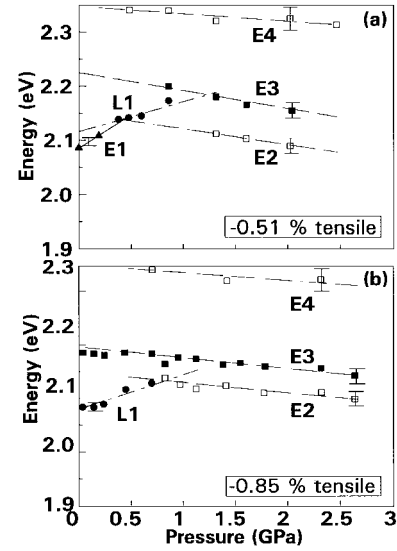 (a)
E4
2.3
E3
2.2
L1
2.1
E1
E2
2.0
1.9
Energy (eV)
-0.51 % tensile
2.3
(b)
E4
2.2
E3
2.1
L1
E2
2.0
1.9
Energy (eV)
-0.85 % tensile
0 0.5 1 1.5 2 2.5 3
Pressure (GPa)